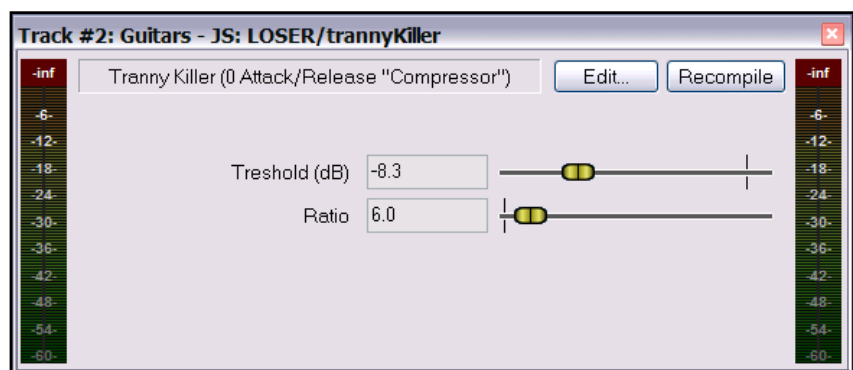 Track #2: Guitars - JS: LOSER/trannyKiller
-inf Tranny Killer (0 Attack/Release "Compressor") Edit... Recompile -inf
-6- -6-
-12- -12-
-18- Treshold (dB) -8.3 -18-
-24- -24-
-30- Ratio 6.0 -30-
-36- -36-
-42- -42-
-48- -48-
-54- -54-
-60- -60-